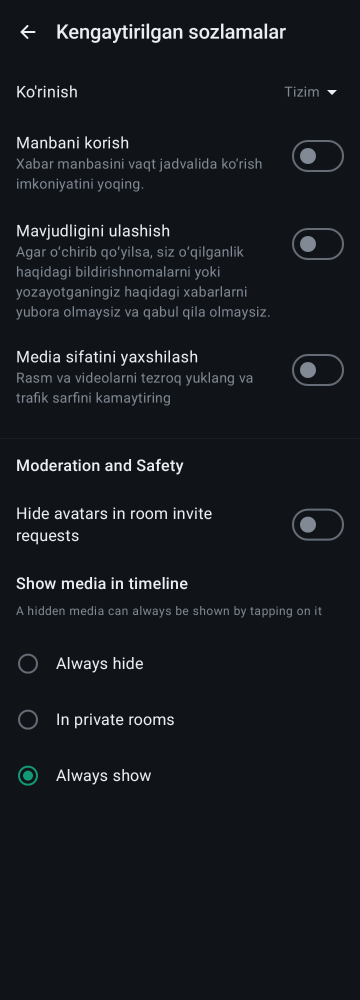 Kengaytirilgan sozlamalar
Ko'rinish
Tizim
Manbani korish
Xabar manbasini vaqt jadvalida ko‘rish
imkoniyatini yoqing.
Mavjudligini ulashish
Agar o‘chirib qo‘yilsa, siz o‘qilganlik
haqidagi bildirishnomalarni yoki
yozayotganingiz haqidagi xabarlarni
yubora olmaysiz va qabul qila olmaysiz.
Media sifatini yaxshilash
Rasm va videolarni tezroq yuklang va
trafik sarfini kamaytiring
Moderation and Safety
Hide avatars in room invite
requests
Show media in timeline
A hidden media can always be shown by tapping on it
Always hide
In private rooms
Always show